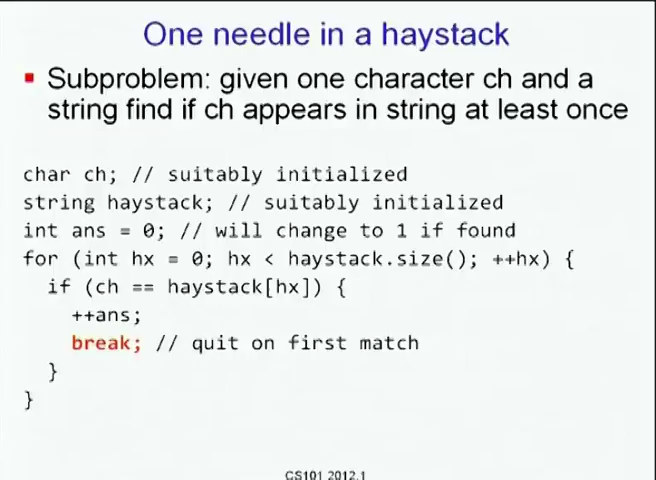 One needle in a haystack
Subproblem: given one character ch and a
string find if ch appears in string at least once
char ch; // suitably initialized
string haystack; // suitably initialized
int ans = 0; // will change to 1 if found
for (int hx = 0; hx < haystack.size(); ++hx) {
if (ch == haystack[hx]) {
++ans;
break; // quit on first match
}
}
CS101 2012.1